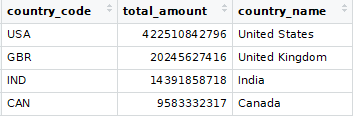 country_code total_amount country_name
USA 422510842796 United States
GBR 20245627416 United Kingdom
IND 14391858718 India
CAN 9583332317 Canada